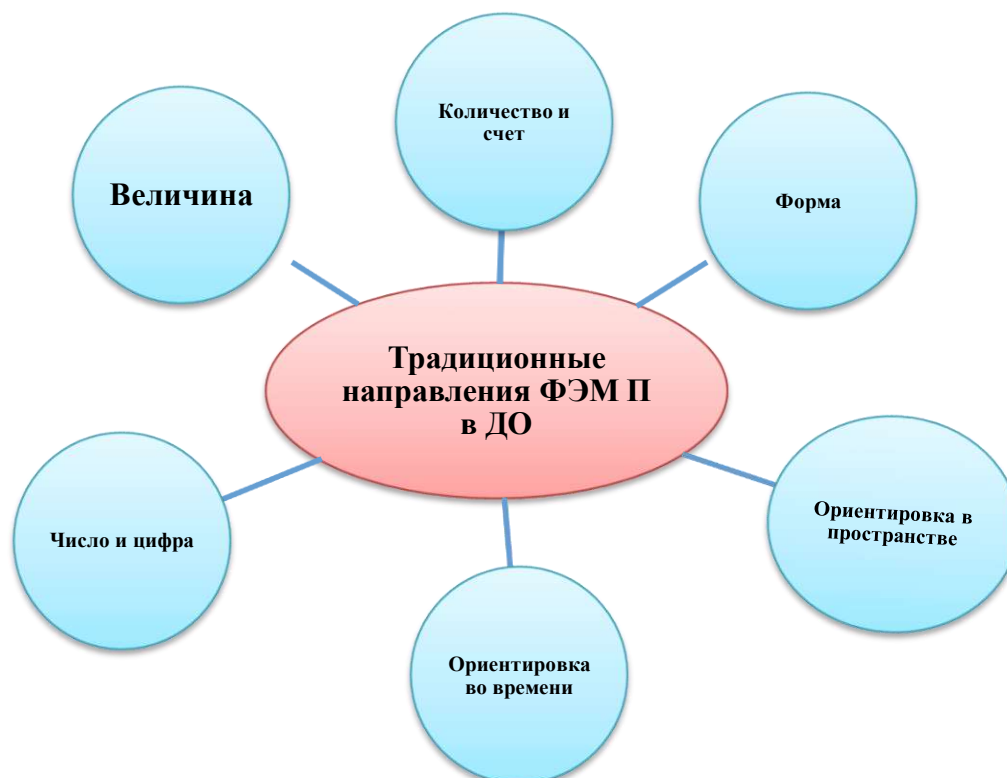 Количество и
счет
Величина
Форма
Традиционные
направления ФЭМ П
в ДО
Ориентировка в
пространстве
Число и цифра
Ориентировка
во времени